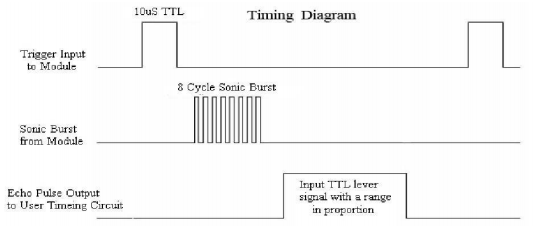 10uS TTL
Timing Diagram
Trigger Input
to Module
8 Cycle Sonic Burst
Sonic Burst
from Module
Input TTL lever
signal with a range
in proportion
Echo Pulse Output
to User Timeing Circuit